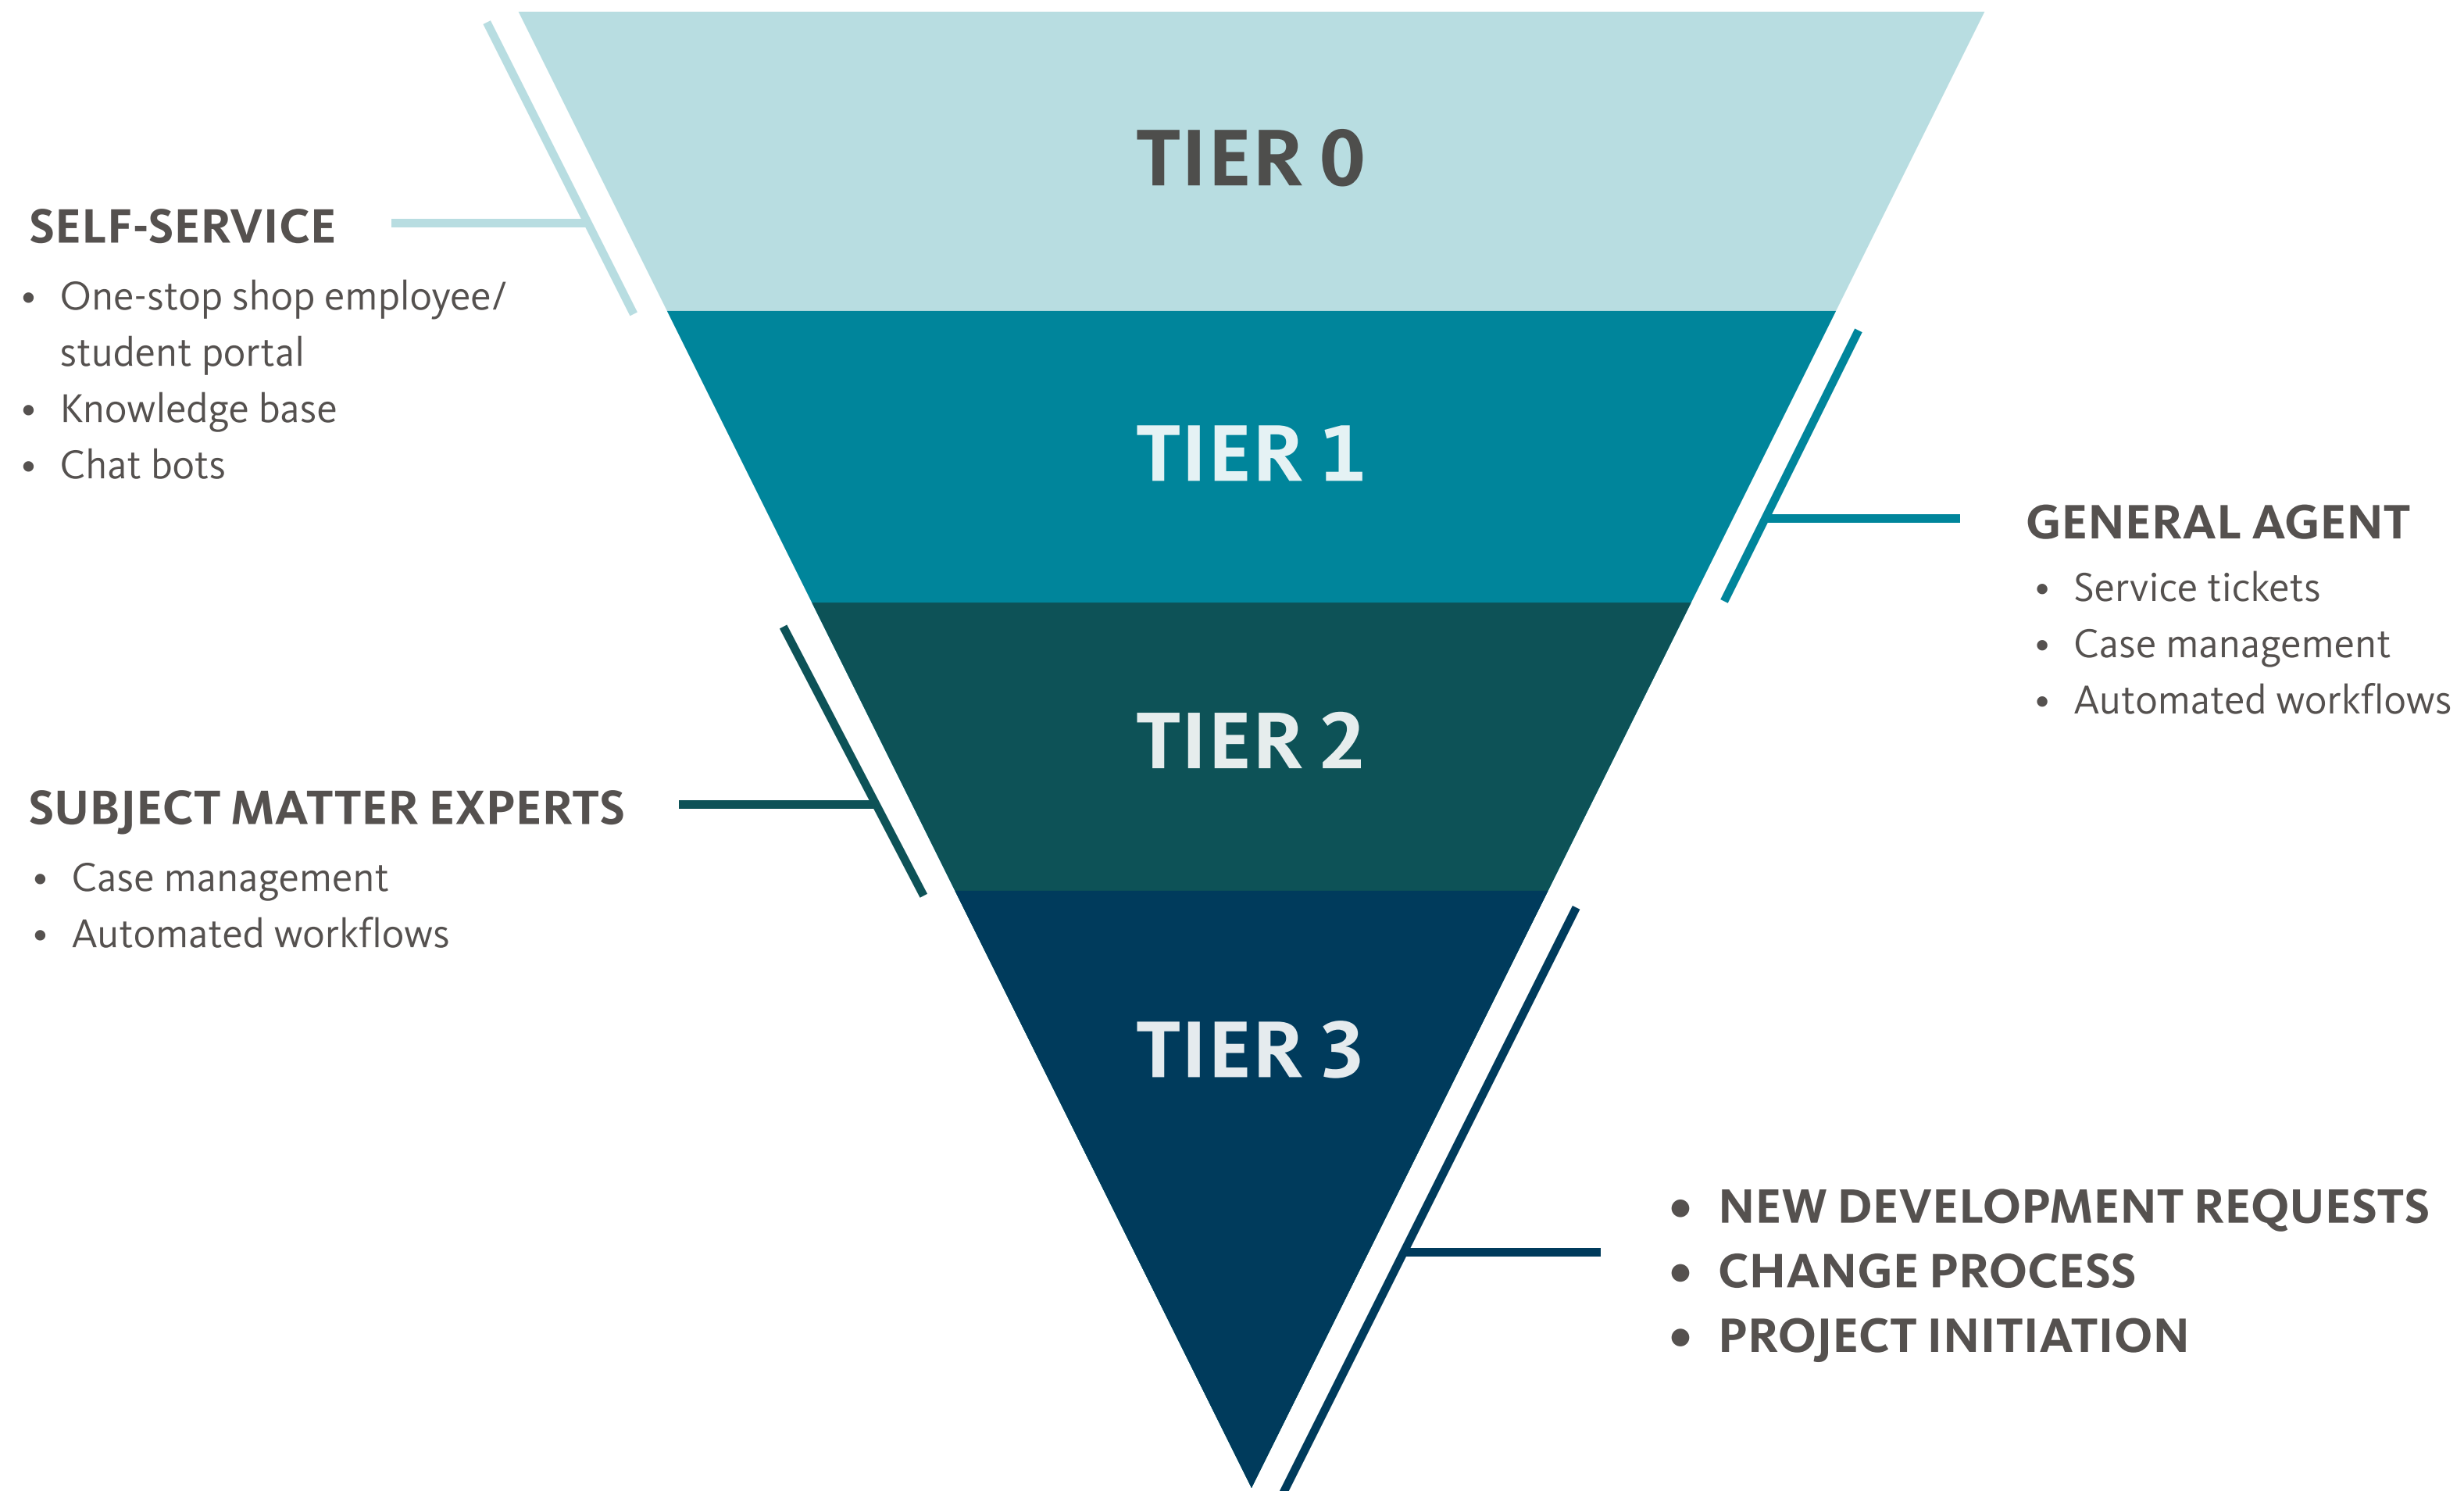 TIER 0
SELF-SERVICE
• One-stop shop employee/
student portal
• Knowledge base
• Chat bots
TIER 1
GENERAL AGENT
• Service tickets
• Case management
• Automated workflows
TIER 2
SUBJECT MATTER EXPERTS
• Case management
• Automated workflows
TIER 3
• NEW DEVELOPMENT REQUESTS
• CHANGE PROCESS
• PROJECT INITIATION